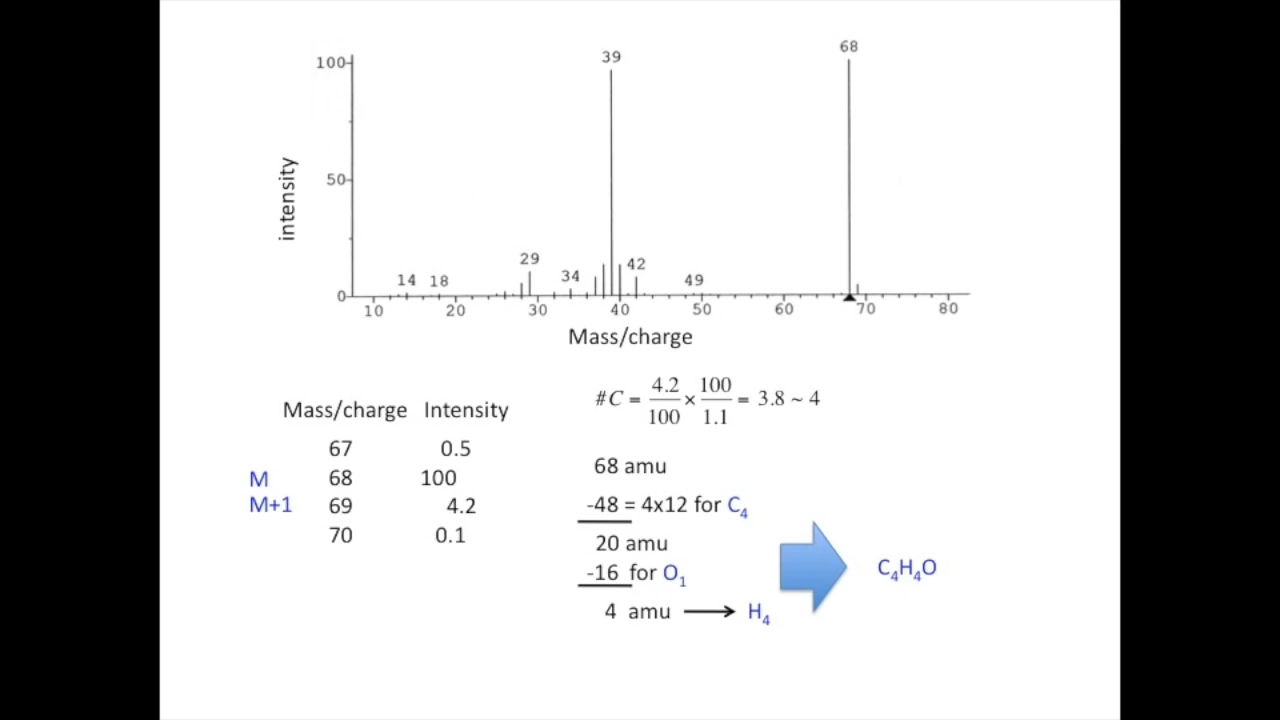 68
39
100
50
0
intensity
14 18 29 34 42 49
10 20 30 40 50 60 70 80
Mass/charge
#C = 4.2/100 × 100/1.1 = 3.8 ~ 4
Mass/charge Intensity
67 0.5
M 68 100
M+1 69 4.2
70 0.1
68 amu
-48 = 4x12 for C₄
20 amu
-16 for O₁
4 amu ⟶ H₄
C₄H₄O